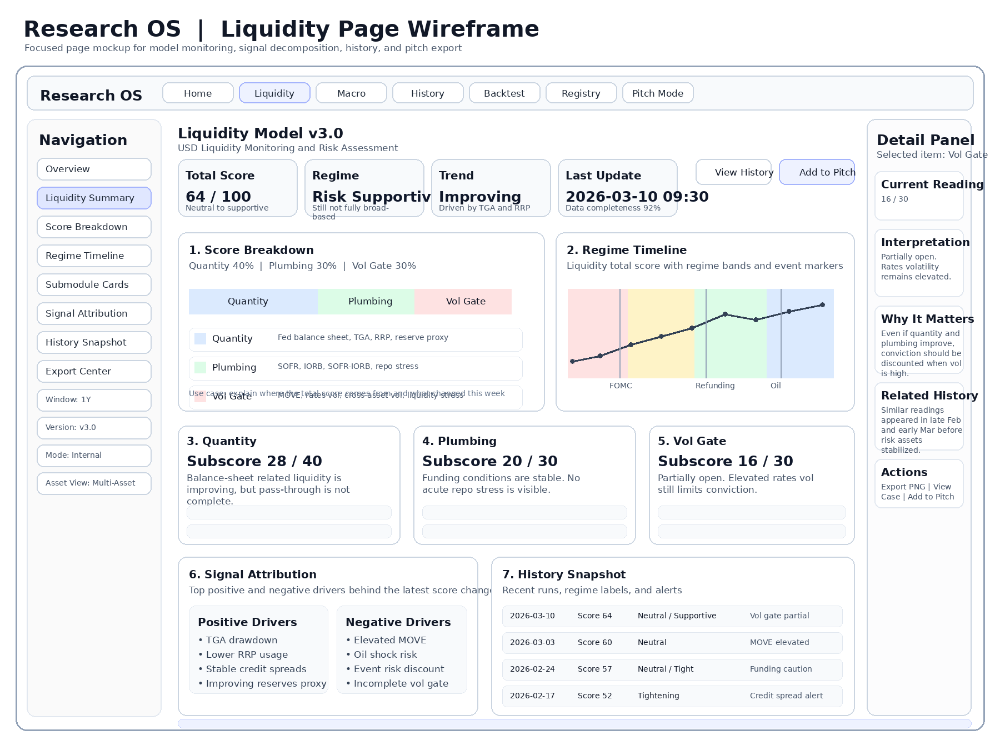 Research OS | Liquidity Page Wireframe
Focused page mockup for model monitoring, signal decomposition, history, and pitch export
Research OS
Home
Liquidity
Macro
History
Backtest
Registry
Pitch Mode
Navigation
Overview
Liquidity Summary
Score Breakdown
Regime Timeline
Submodule Cards
Signal Attribution
History Snapshot
Export Center
Window: 1Y
Version: v3.0
Mode: Internal
Asset View: Multi-Asset
Liquidity Model v3.0
USD Liquidity Monitoring and Risk Assessment
Total Score
64 / 100
Neutral to supportive
Regime
Risk Supportiv
Still not fully broad-
based
Trend
Improving
Driven by TGA and RRP
Last Update
2026-03-10 09:30
Data completeness 92%
View History
Add to Pitch
1. Score Breakdown
Quantity 40% | Plumbing 30% | Vol Gate 30%
Quantity
Plumbing
Vol Gate
Quantity
Fed balance sheet, TGA, RRP, reserve proxy
Plumbing
SOFR, IORB, SOFR-IORB, repo stress
Use case: explain where the total score comes from and what changed this week
Vol Gate
MOVE, rates vol, cross-asset vol, liquidity stress
2. Regime Timeline
Liquidity total score with regime bands and event markers
FOMC
Refunding
Oil
3. Quantity
Subscore 28 / 40
Balance-sheet related liquidity is
improving, but pass-through is not
complete.
4. Plumbing
Subscore 20 / 30
Funding conditions are stable. No
acute repo stress is visible.
5. Vol Gate
Subscore 16 / 30
Partially open. Elevated rates vol
still limits conviction.
6. Signal Attribution
Top positive and negative drivers behind the latest score change
Positive Drivers
• TGA drawdown
• Lower RRP usage
• Stable credit spreads
• Improving reserves proxy
Negative Drivers
• Elevated MOVE
• Oil shock risk
• Event risk discount
• Incomplete vol gate
7. History Snapshot
Recent runs, regime labels, and alerts
2026-03-10 Score 64 Neutral / Supportive Vol gate partial
2026-03-03 Score 60 Neutral MOVE elevated
2026-02-24 Score 57 Neutral / Tight Funding caution
2026-02-17 Score 52 Tightening Credit spread alert
Detail Panel
Selected item: Vol Gate
Current Reading
16 / 30
Interpretation
Partially open.
Rates volatility
remains elevated.
Why It Matters
Even if quantity and
plumbing improve,
conviction should be
discounted when vol
is high.
Related History
Similar readings
appeared in late Feb
and early Mar before
risk assets
stabilized.
Actions
Export PNG | View
Case | Add to Pitch